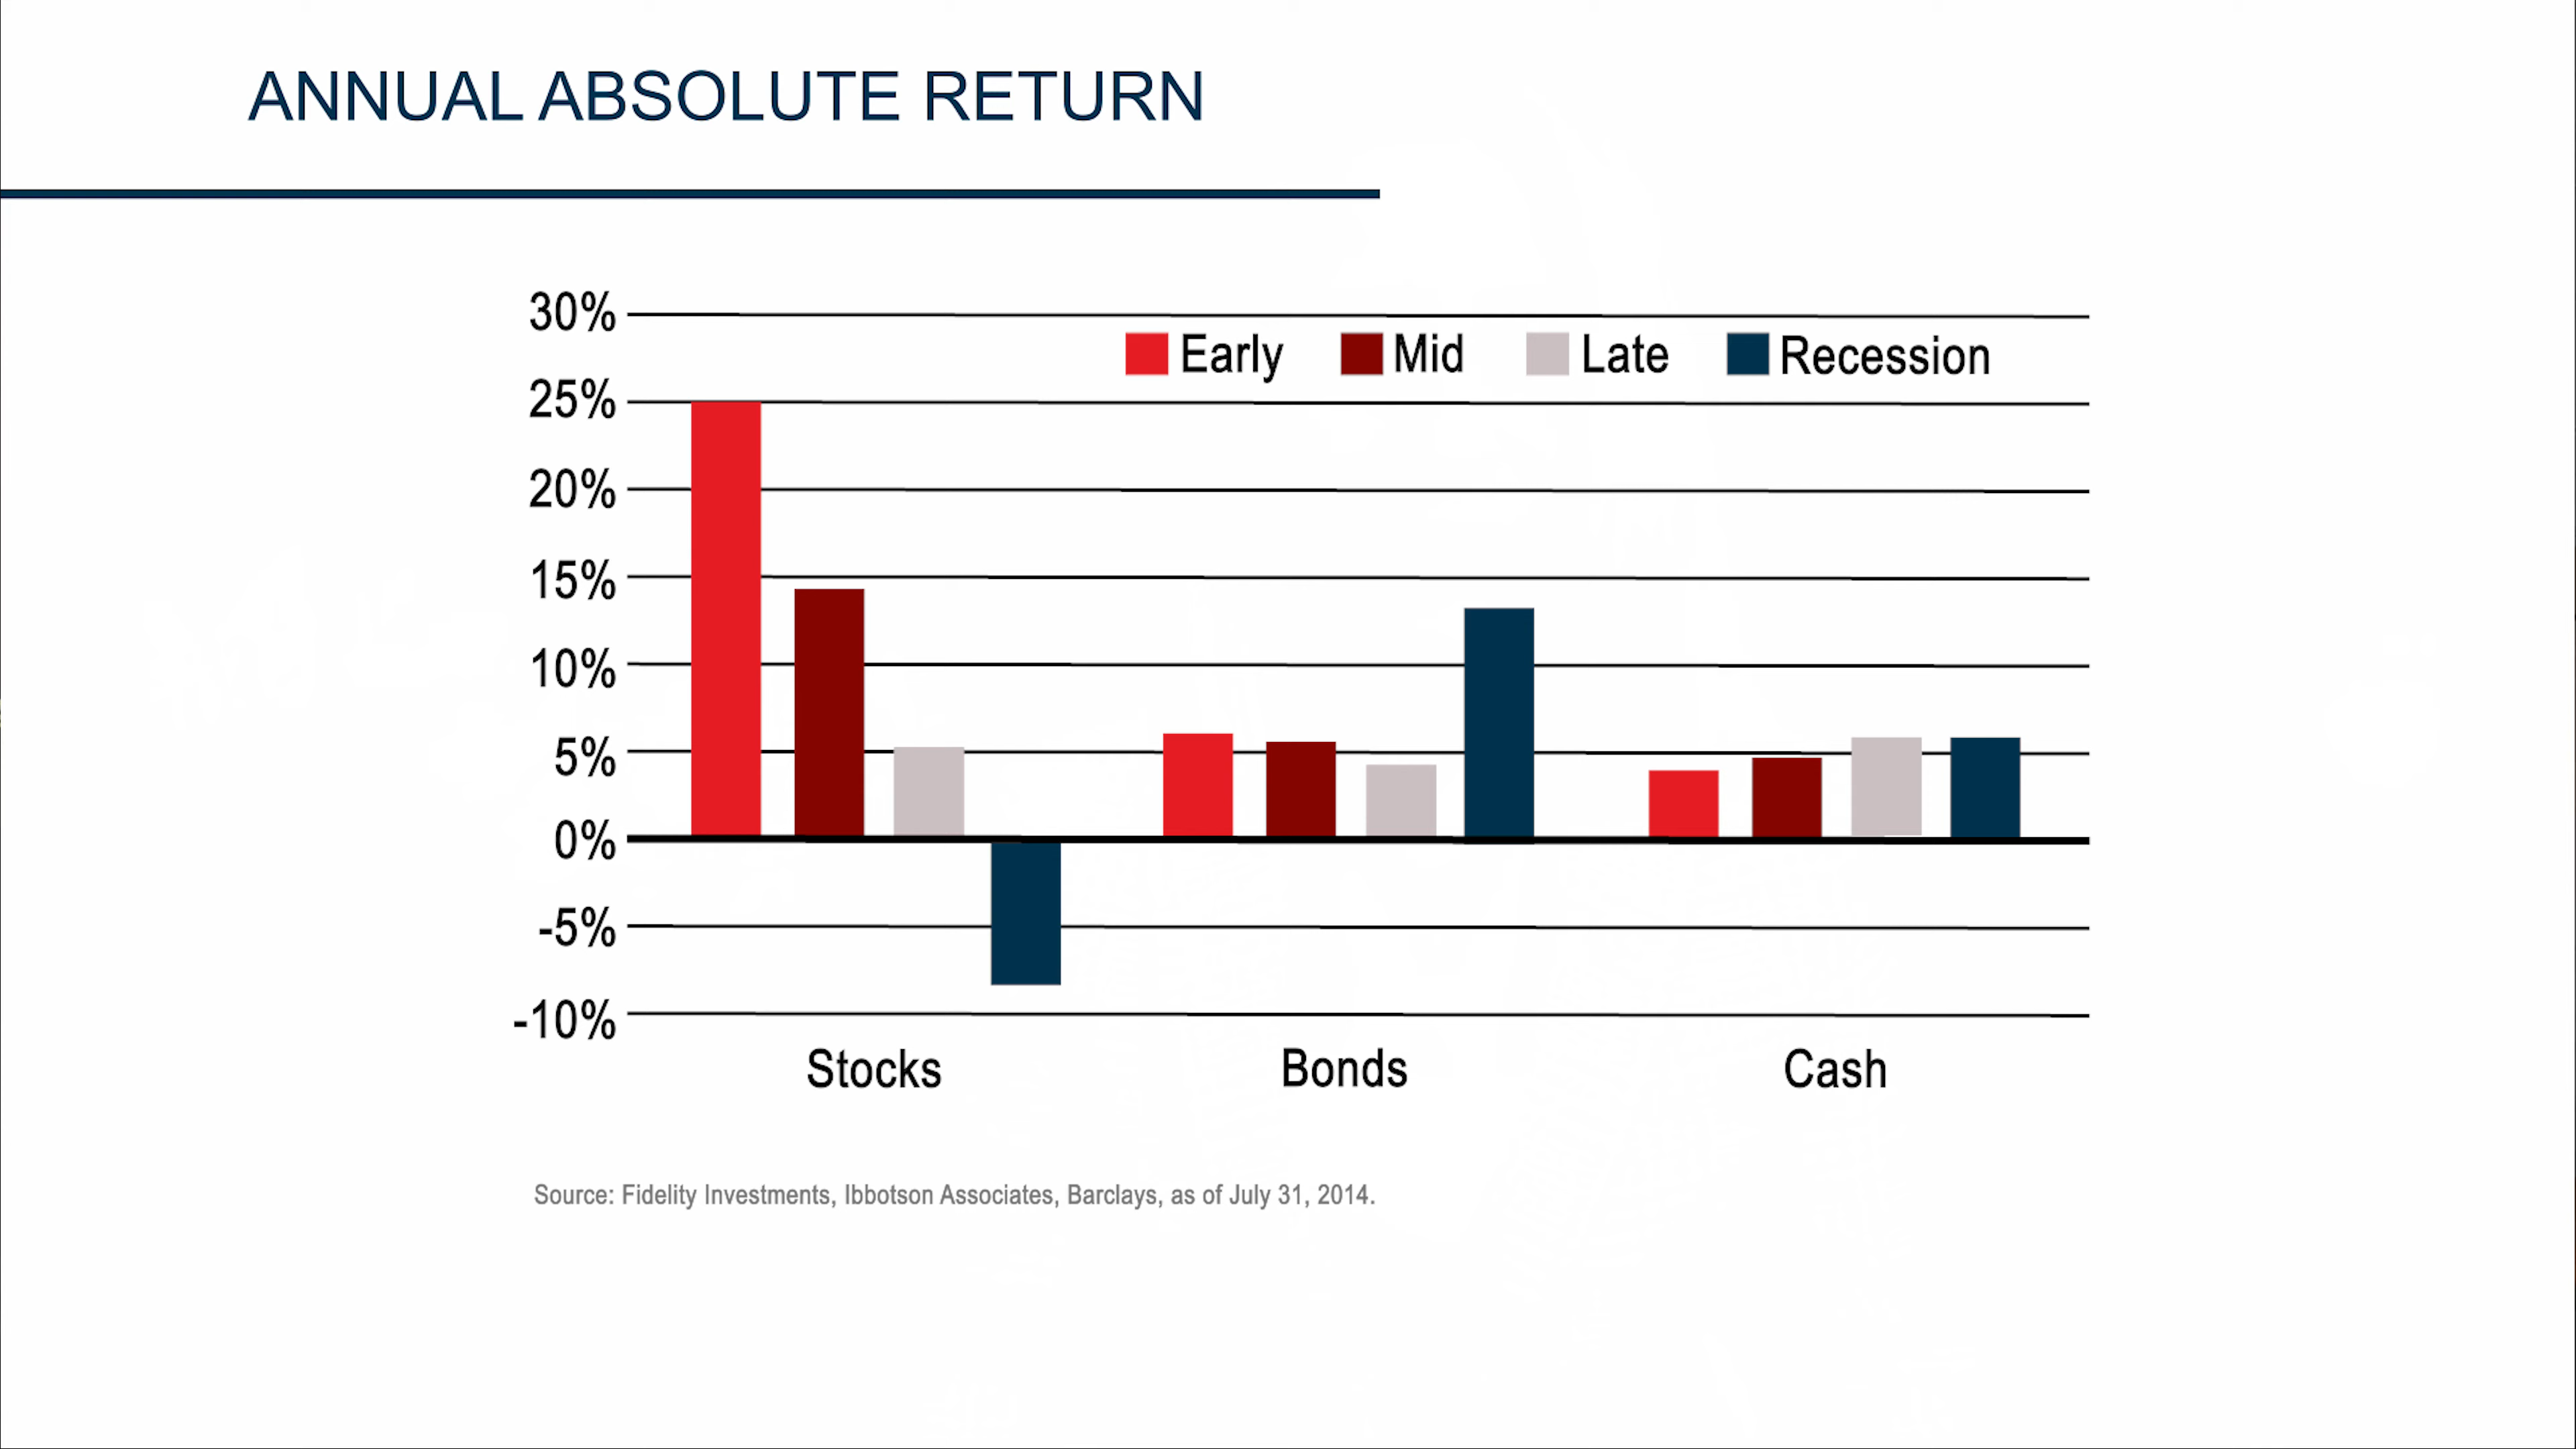 ANNUAL ABSOLUTE RETURN
30%
Early Mid Late Recession
25%
20%
15%
10%
5%
0%
-5%
-10%
Stocks Bonds Cash
Source: Fidelity Investments, Ibbotson Associates, Barclays, as of July 31, 2014.